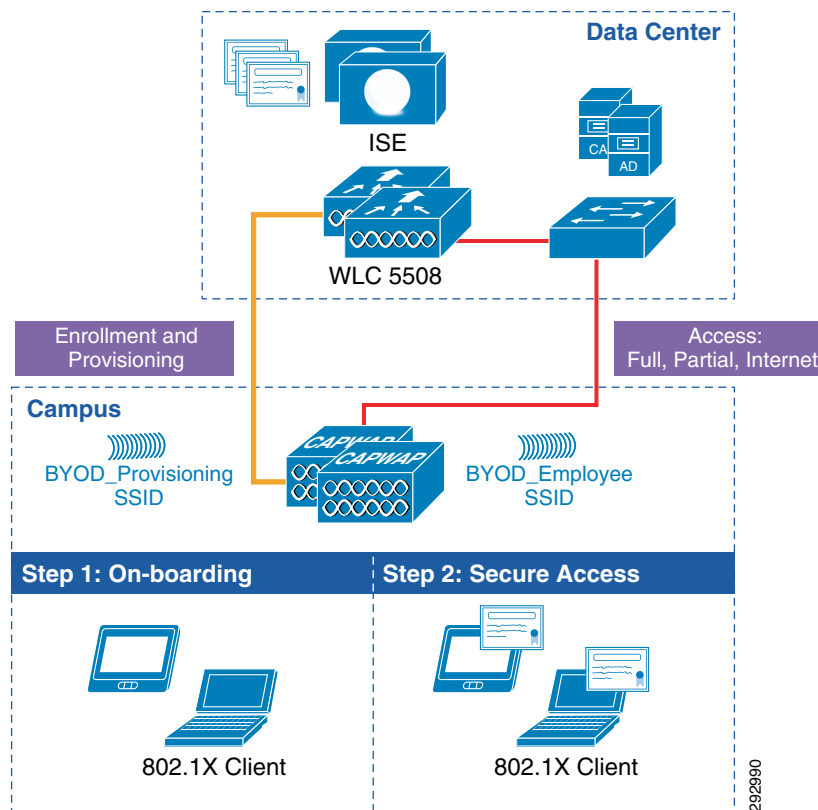 Data Center
ISE
CA
AD
WLC 5508
Enrollment and
Provisioning
Access:
Full, Partial, Internet
Campus
CAPWAP
CAPWAP
BYOD_Provisioning
SSID
BYOD_Employee
SSID
Step 1: On-boarding
Step 2: Secure Access
802.1X Client
802.1X Client
292990